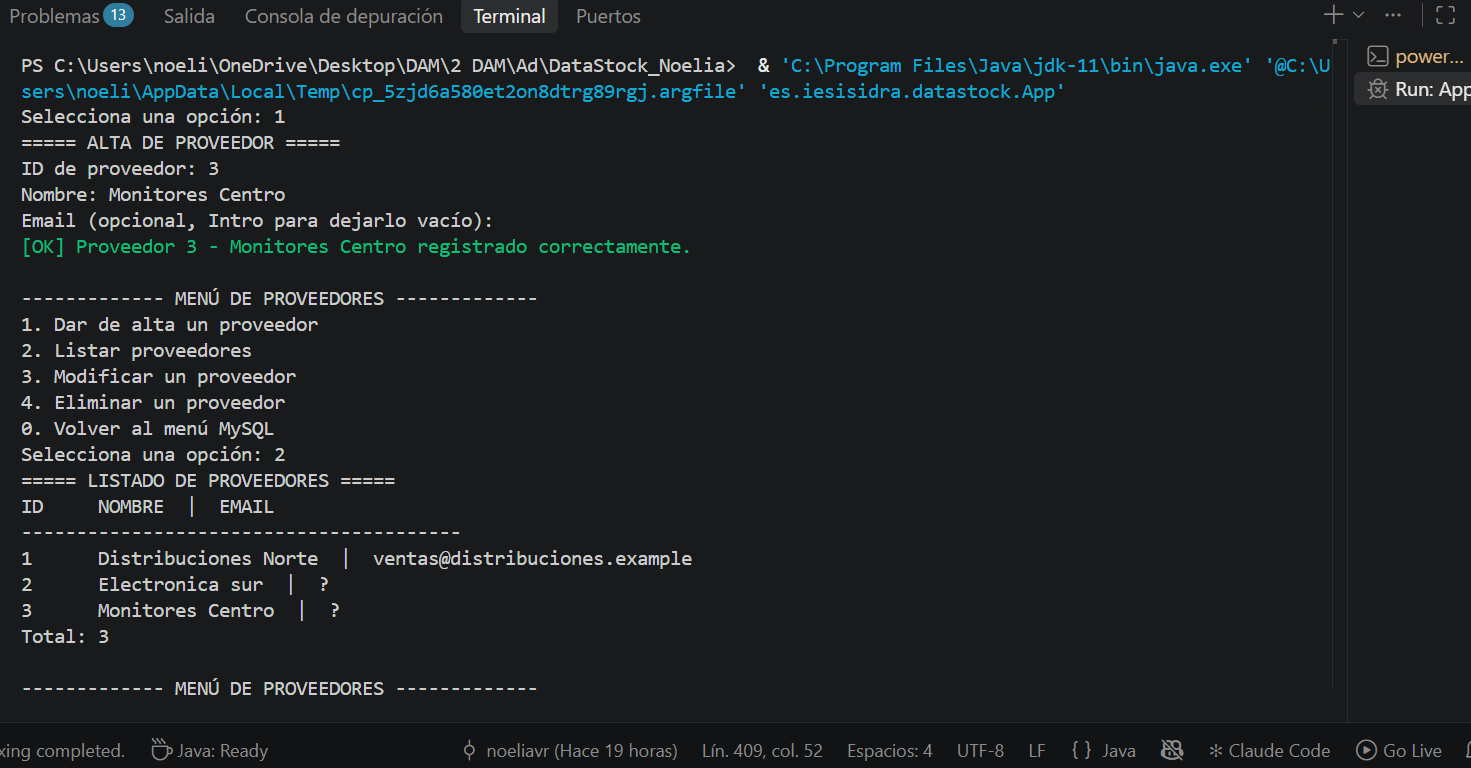 Problemas 13 Salida Consola de depuración Terminal Puertos
PS C:\Users\noeli\OneDrive\Desktop\DAM\2 DAM\Ad\DataStock_Noelia>  & 'C:\Program Files\Java\jdk-11\bin\java.exe' '@C:\U
sers\noeli\AppData\Local\Temp\cp_5zjd6a580et2on8dtrg89rgj.argfile' 'es.iesisidra.datastock.App'
power...
Run: App
Selecciona una opción: 1
===== ALTA DE PROVEEDOR =====
ID de proveedor: 3
Nombre: Monitores Centro
Email (opcional, Intro para dejarlo vacío):
[OK] Proveedor 3 - Monitores Centro registrado correctamente.
------------- MENÚ DE PROVEEDORES -------------
1. Dar de alta un proveedor
2. Listar proveedores
3. Modificar un proveedor
4. Eliminar un proveedor
0. Volver al menú MySQL
Selecciona una opción: 2
===== LISTADO DE PROVEEDORES =====
ID     NOMBRE  |  EMAIL
----------------------------------------
1      Distribuciones Norte  |  ventas@distribuciones.example
2      Electronica sur  |  ?
3      Monitores Centro  |  ?
Total: 3
------------- MENÚ DE PROVEEDORES -------------
xing completed. Java: Ready noeliavr (Hace 19 horas) Lín. 409, col. 52 Espacios: 4 UTF-8 LF {} Java Claude Code Go Live